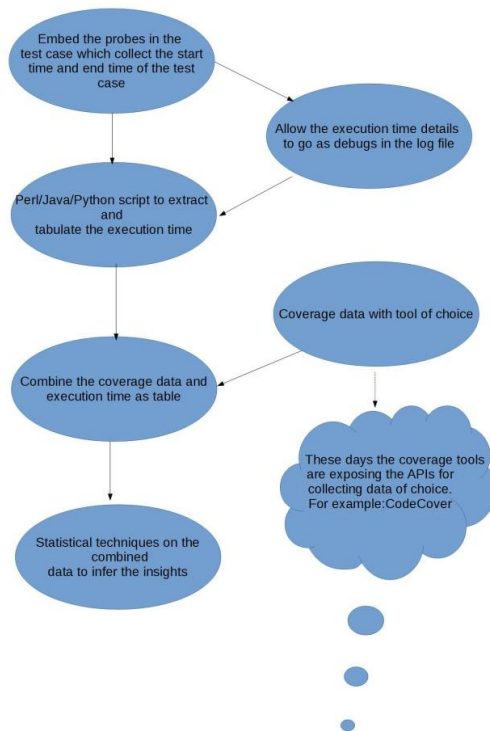 Embed the probes in the
test case which collect the start
time and end time of the test
case
Allow the execution time details
to go as debugs in the log file
Perl/Java/Python script to extract
and
tabulate the execution time
Coverage data with tool of choice
Combine the coverage data and
execution time as table
These days the coverage tools
are exposing the APIs for
collecting data of choice.
For example:CodeCover
Statistical techniques on the
combined
data to infer the insights